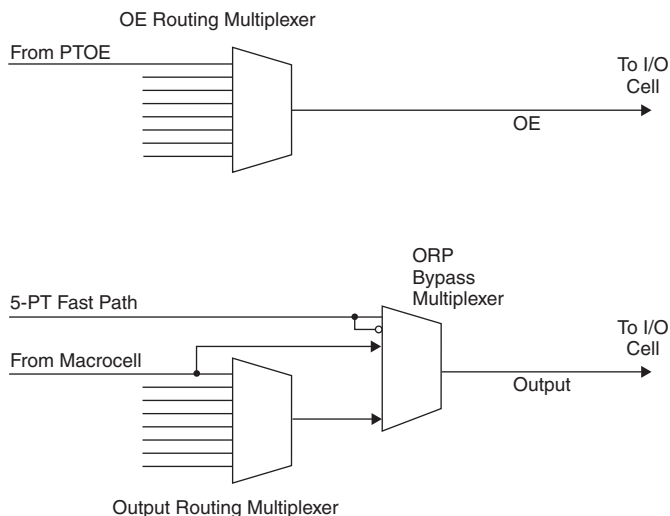 OE Routing Multiplexer
From PTOE
To I/O
Cell
OE
ORP
Bypass
Multiplexer
5-PT Fast Path
To I/O
Cell
From Macrocell
Output
Output Routing Multiplexer